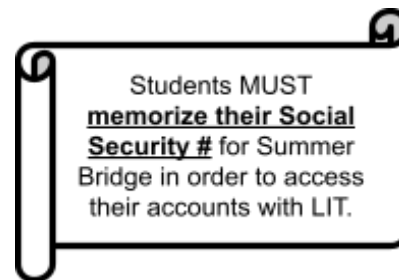 Students MUST
memorize their Social
Security # for Summer
Bridge in order to access
their accounts with LIT.